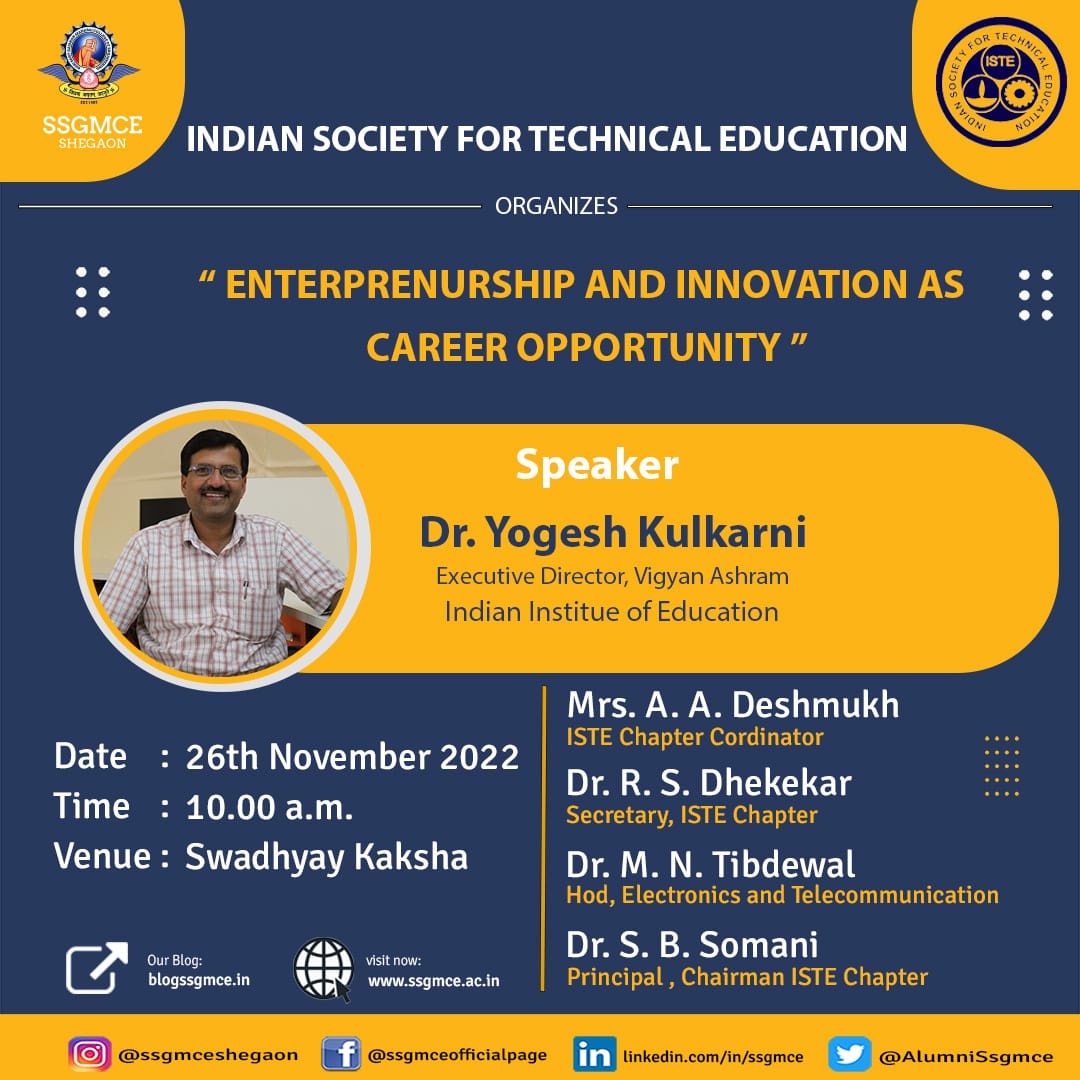 SSGMCE
SHEGAON
INDIAN SOCIETY FOR TECHNICAL EDUCATION
ISTE
INDIAN SOCIETY FOR TECHNICAL EDUCATION
ORGANIZES
“ ENTERPRENURSHIP AND INNOVATION AS
CAREER OPPORTUNITY ”
Speaker
Dr. Yogesh Kulkarni
Executive Director, Vigyan Ashram
Indian Institue of Education
Date : 26th November 2022
Time : 10.00 a.m.
Venue : Swadhyay Kaksha
Mrs. A. A. Deshmukh
ISTE Chapter Cordinator
Dr. R. S. Dhekekar
Secretary, ISTE Chapter
Dr. M. N. Tibdewal
Hod, Electronics and Telecommunication
Dr. S. B. Somani
Principal , Chairman ISTE Chapter
Our Blog:
blogssgmce.in
visit now:
www.ssgmce.ac.in
@ssgmceshegaon
@ssgmceofficialpage
linkedin.com/in/ssgmce
@AlumniSsgmce